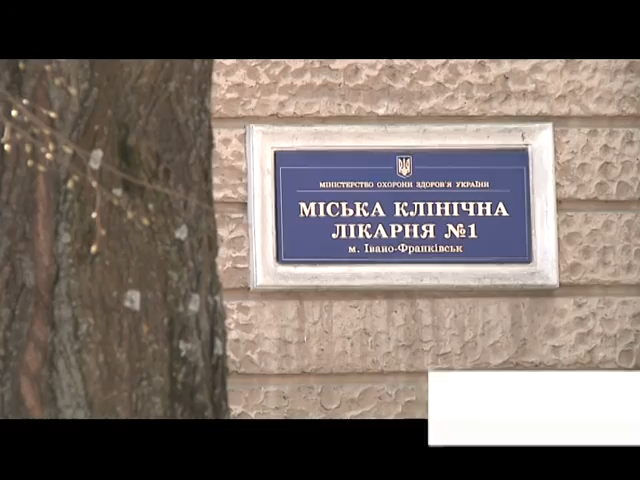 МІНІСТЕРСТВО ОХОРОНИ ЗДОРОВ'Я УКРАЇНИ
МІСЬКА КЛІНІЧНА
ЛІКАРНЯ №1
м. Івано-Франківськ